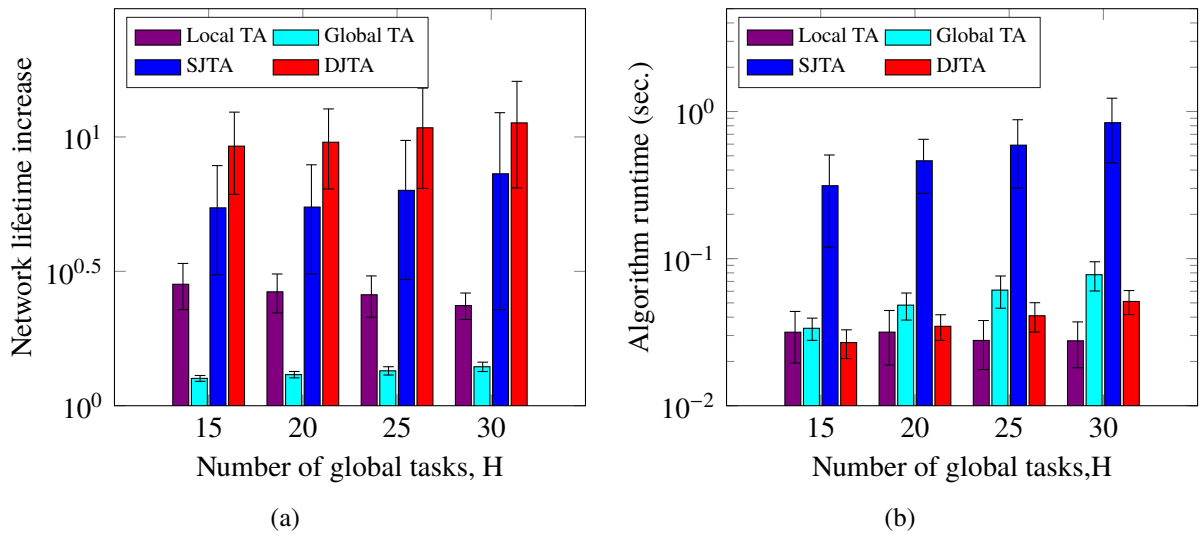 Local TA Global TA
SJTA DJTA
Network lifetime increase
10^1
10^0.5
10^0
15 20 25 30
Number of global tasks, H
(a)
Local TA Global TA
SJTA DJTA
Algorithm runtime (sec.)
10^0
10^−1
10^−2
15 20 25 30
Number of global tasks,H
(b)